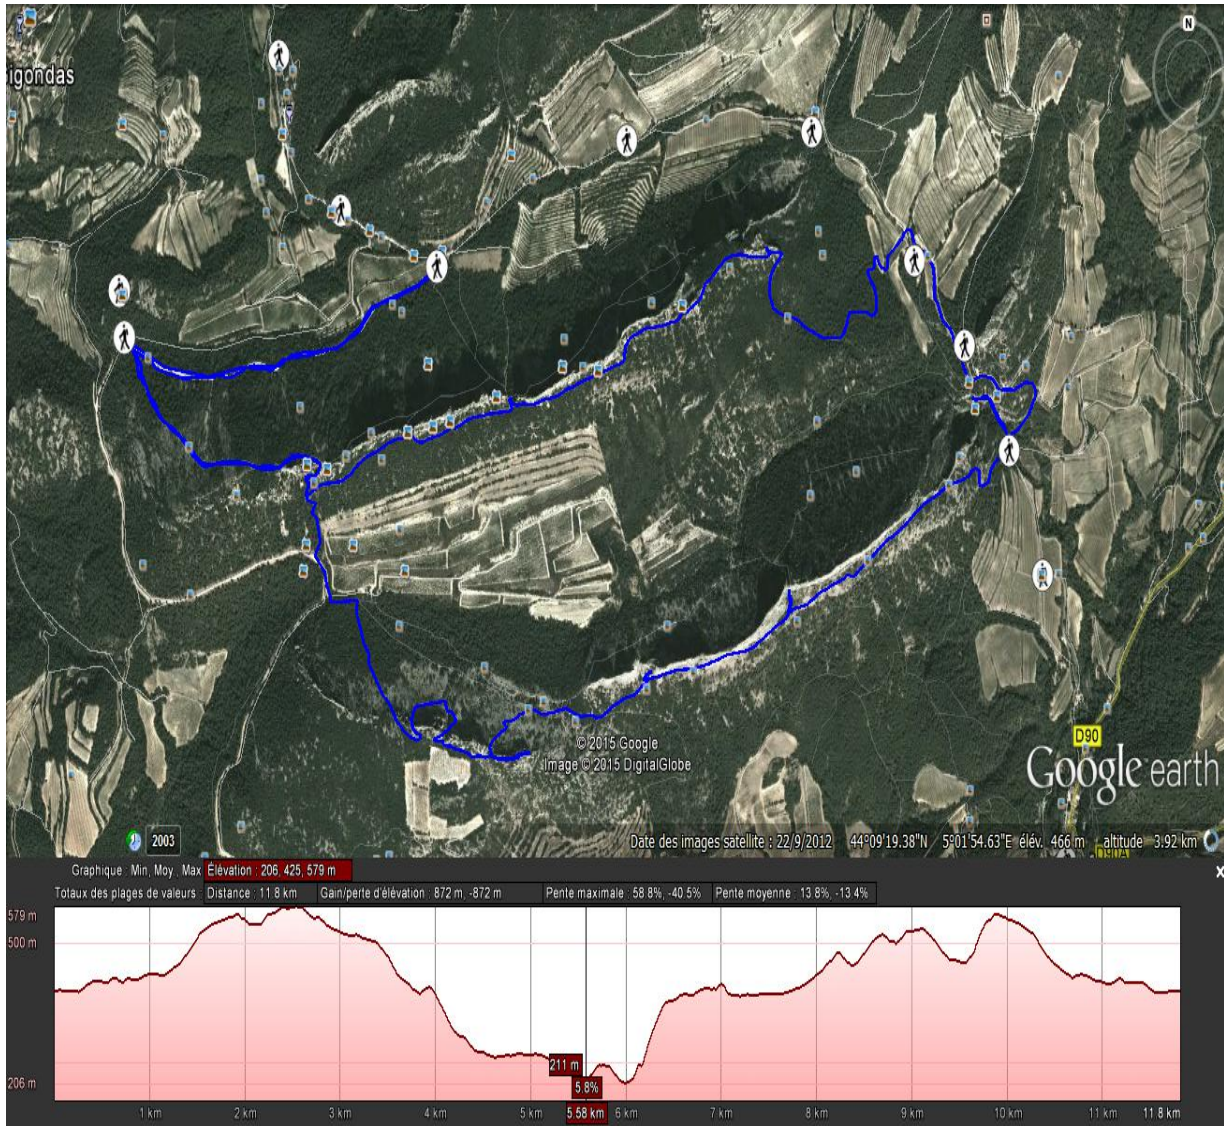 Gigondas
N
© 2015 Google
Image © 2015 DigitalGlobe
D90
Google earth
2003
Date des images satellite : 22/9/2012 44°09'19.38"N 5°01'54.63"E élév. 466 m altitude 3.92 km
D90A
Graphique : Min, Moy., Max Élévation : 206, 425, 579 m
x
Totaux des plages de valeurs : Distance : 11.8 km Gain/perte d'élévation : 872 m, -872 m Pente maximale : 58.8%, -40.5% Pente moyenne : 13.8%, -13.4%
579 m
500 m
211 m
206 m
5.8%
1 km 2 km 3 km 4 km 5 km 5.58 km 6 km 7 km 8 km 9 km 10 km 11 km 11.8 km